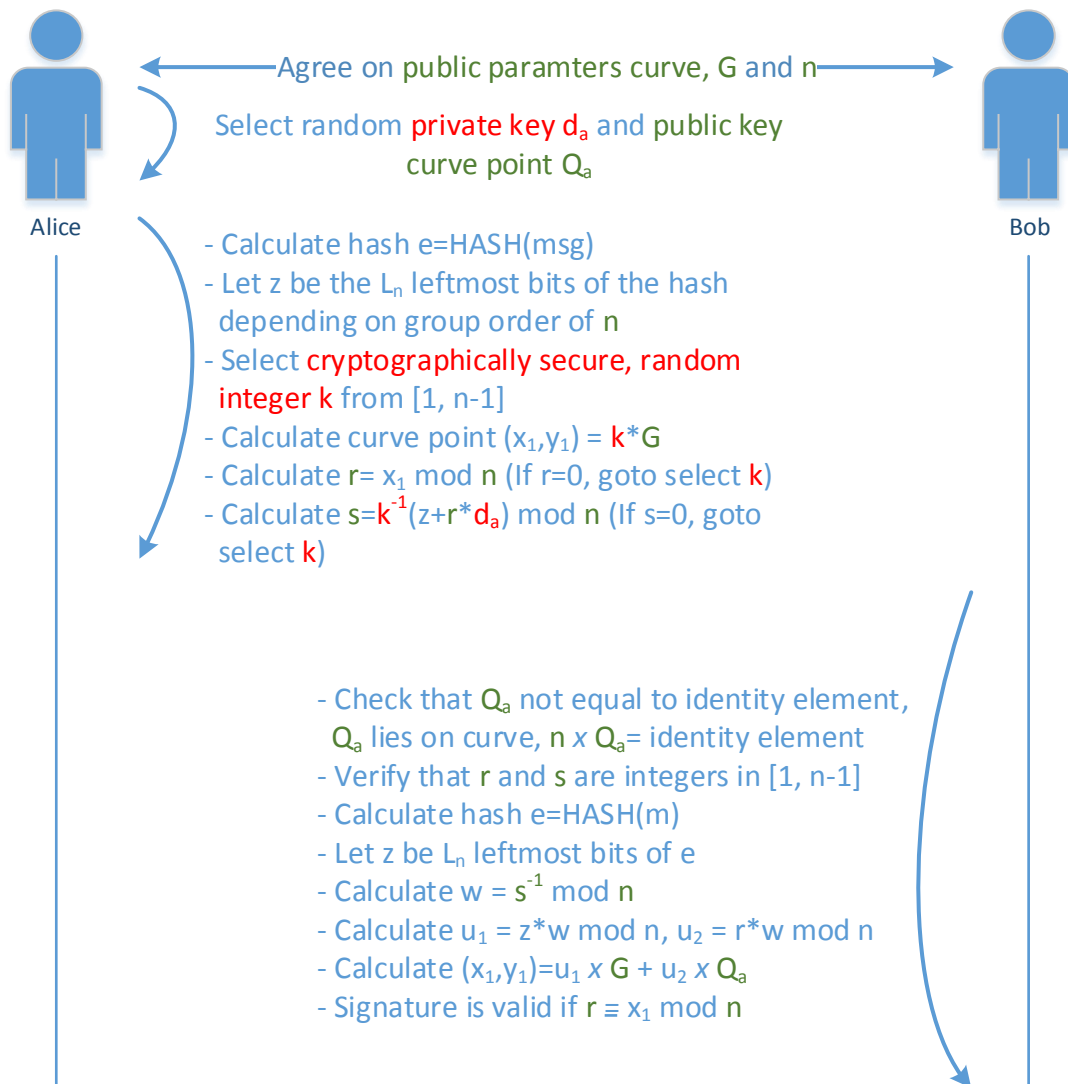 Agree on public paramters curve, G and n
Select random private key dₐ and public key
curve point Qₐ
Alice
Bob
- Calculate hash e=HASH(msg)
- Let z be the Lₙ leftmost bits of the hash
depending on group order of n
- Select cryptographically secure, random
integer k from [1, n-1]
- Calculate curve point (x₁,y₁) = k*G
- Calculate r= x₁ mod n (If r=0, goto select k)
- Calculate s=k⁻¹(z+r*dₐ) mod n (If s=0, goto
select k)
- Check that Qₐ not equal to identity element,
Qₐ lies on curve, n x Qₐ= identity element
- Verify that r and s are integers in [1, n-1]
- Calculate hash e=HASH(m)
- Let z be Lₙ leftmost bits of e
- Calculate w = s⁻¹ mod n
- Calculate u₁ = z*w mod n, u₂ = r*w mod n
- Calculate (x₁,y₁)=u₁ x G + u₂ x Qₐ
- Signature is valid if r ≡ x₁ mod n